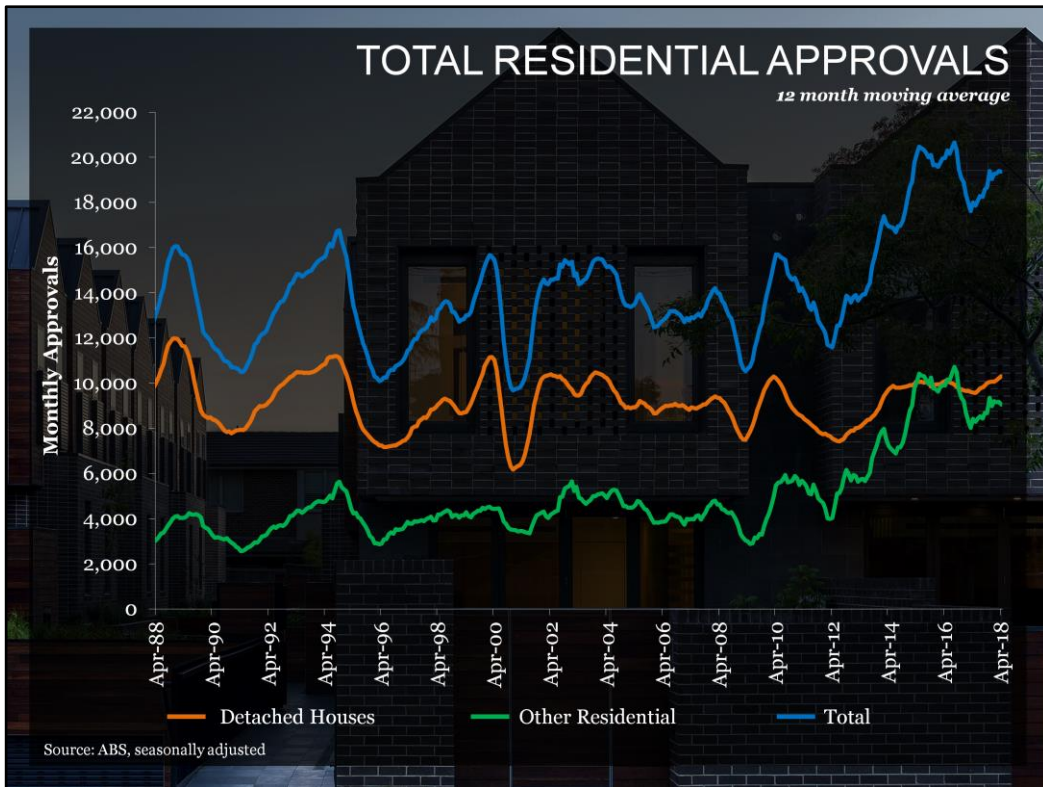 TOTAL RESIDENTIAL APPROVALS
12 month moving average
Monthly Approvals
22,000
20,000
18,000
16,000
14,000
12,000
10,000
8,000
6,000
4,000
2,000
0
Apr-88
Apr-90
Apr-92
Apr-94
Apr-96
Apr-98
Apr-00
Apr-02
Apr-04
Apr-06
Apr-08
Apr-10
Apr-12
Apr-14
Apr-16
Apr-18
Detached Houses
Other Residential
Total
Source: ABS, seasonally adjusted